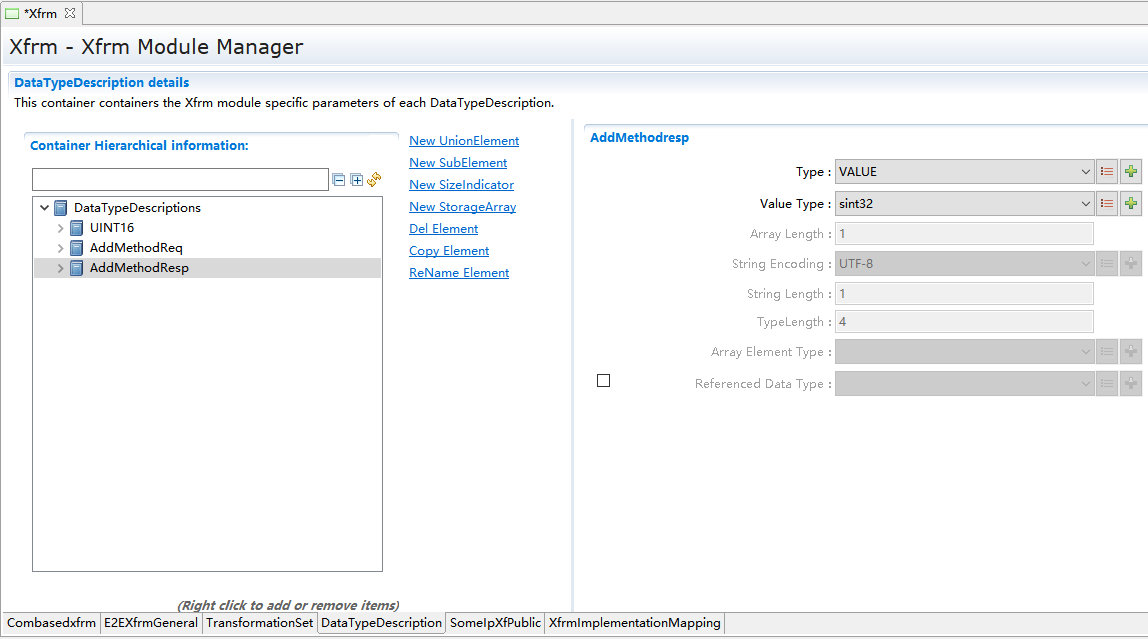 *Xfrm
Xfrm - Xfrm Module Manager
DataTypeDescription details
This container containers the Xfrm module specific parameters of each DataTypeDescription.
Container Hierarchical information:
DataTypeDescriptions
UINT16
AddMethodReq
AddMethodResp
(Right click to add or remove items)
New UnionElement
New SubElement
New SizeIndicator
New StorageArray
Del Element
Copy Element
ReName Element
AddMethodresp
Type : VALUE
Value Type : sint32
Array Length : 1
String Encoding : UTF-8
String Length : 1
TypeLength : 4
Array Element Type :
Referenced Data Type :
Combasedxfrm E2EXfrmGeneral TransformationSet DataTypeDescription SomeIpXfPublic XfrmImplementationMapping